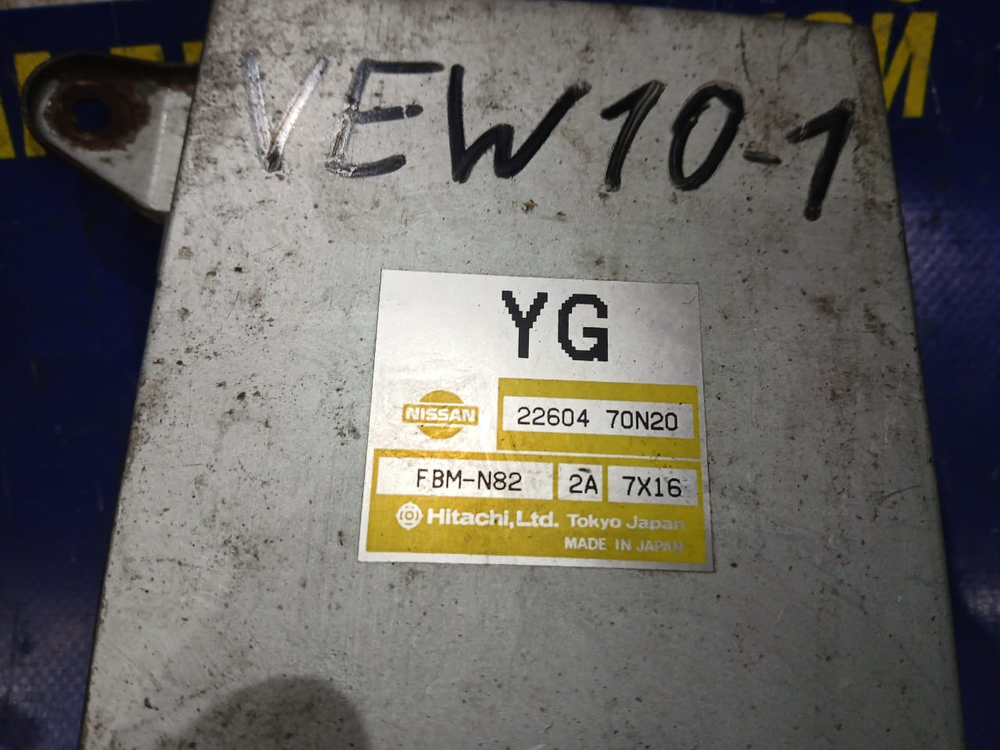 VEW10-1
YG
NISSAN
22604 70N20
FBM-N82 2A 7X16
Hitachi,Ltd. Tokyo Japan
MADE IN JAPAN